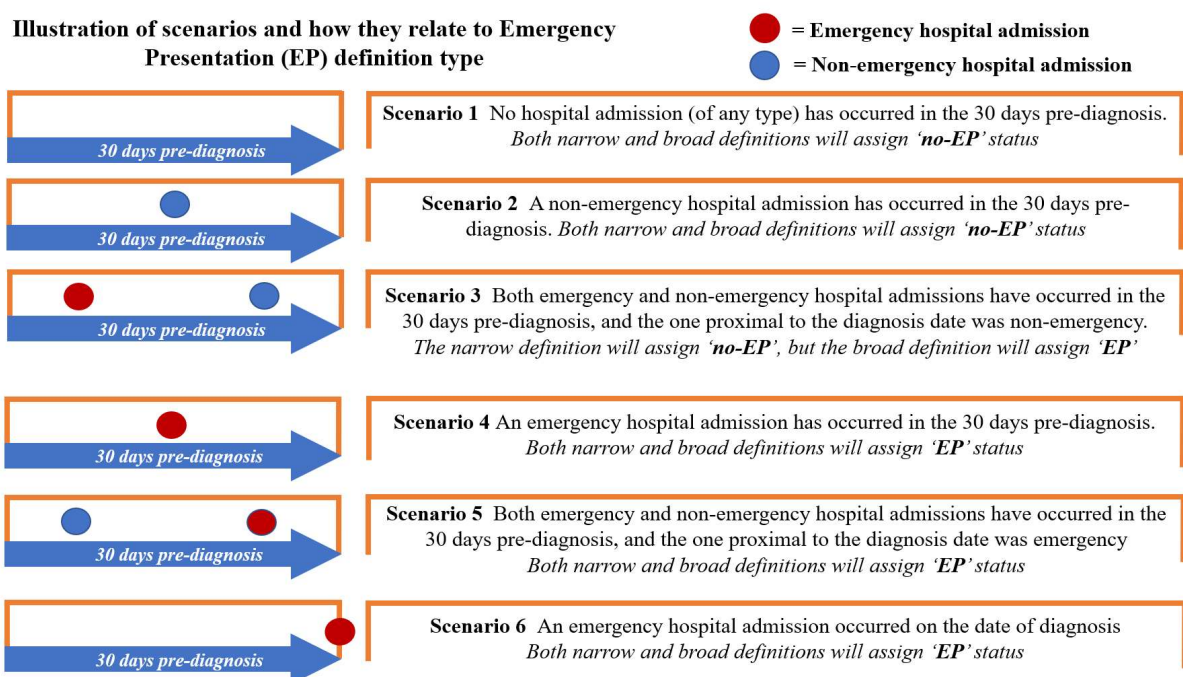 Illustration of scenarios and how they relate to Emergency
Presentation (EP) definition type
= Emergency hospital admission
= Non-emergency hospital admission
30 days pre-diagnosis
Scenario 1 No hospital admission (of any type) has occurred in the 30 days pre-diagnosis.
Both narrow and broad definitions will assign ‘no-EP’ status
30 days pre-diagnosis
Scenario 2 A non-emergency hospital admission has occurred in the 30 days pre-
diagnosis. Both narrow and broad definitions will assign ‘no-EP’ status
30 days pre-diagnosis
Scenario 3 Both emergency and non-emergency hospital admissions have occurred in the
30 days pre-diagnosis, and the one proximal to the diagnosis date was non-emergency.
The narrow definition will assign ‘no-EP’, but the broad definition will assign ‘EP’
30 days pre-diagnosis
Scenario 4 An emergency hospital admission has occurred in the 30 days pre-diagnosis.
Both narrow and broad definitions will assign ‘EP’ status
30 days pre-diagnosis
Scenario 5 Both emergency and non-emergency hospital admissions have occurred in the
30 days pre-diagnosis, and the one proximal to the diagnosis date was emergency
Both narrow and broad definitions will assign ‘EP’ status
30 days pre-diagnosis
Scenario 6 An emergency hospital admission occurred on the date of diagnosis
Both narrow and broad definitions will assign ‘EP’ status